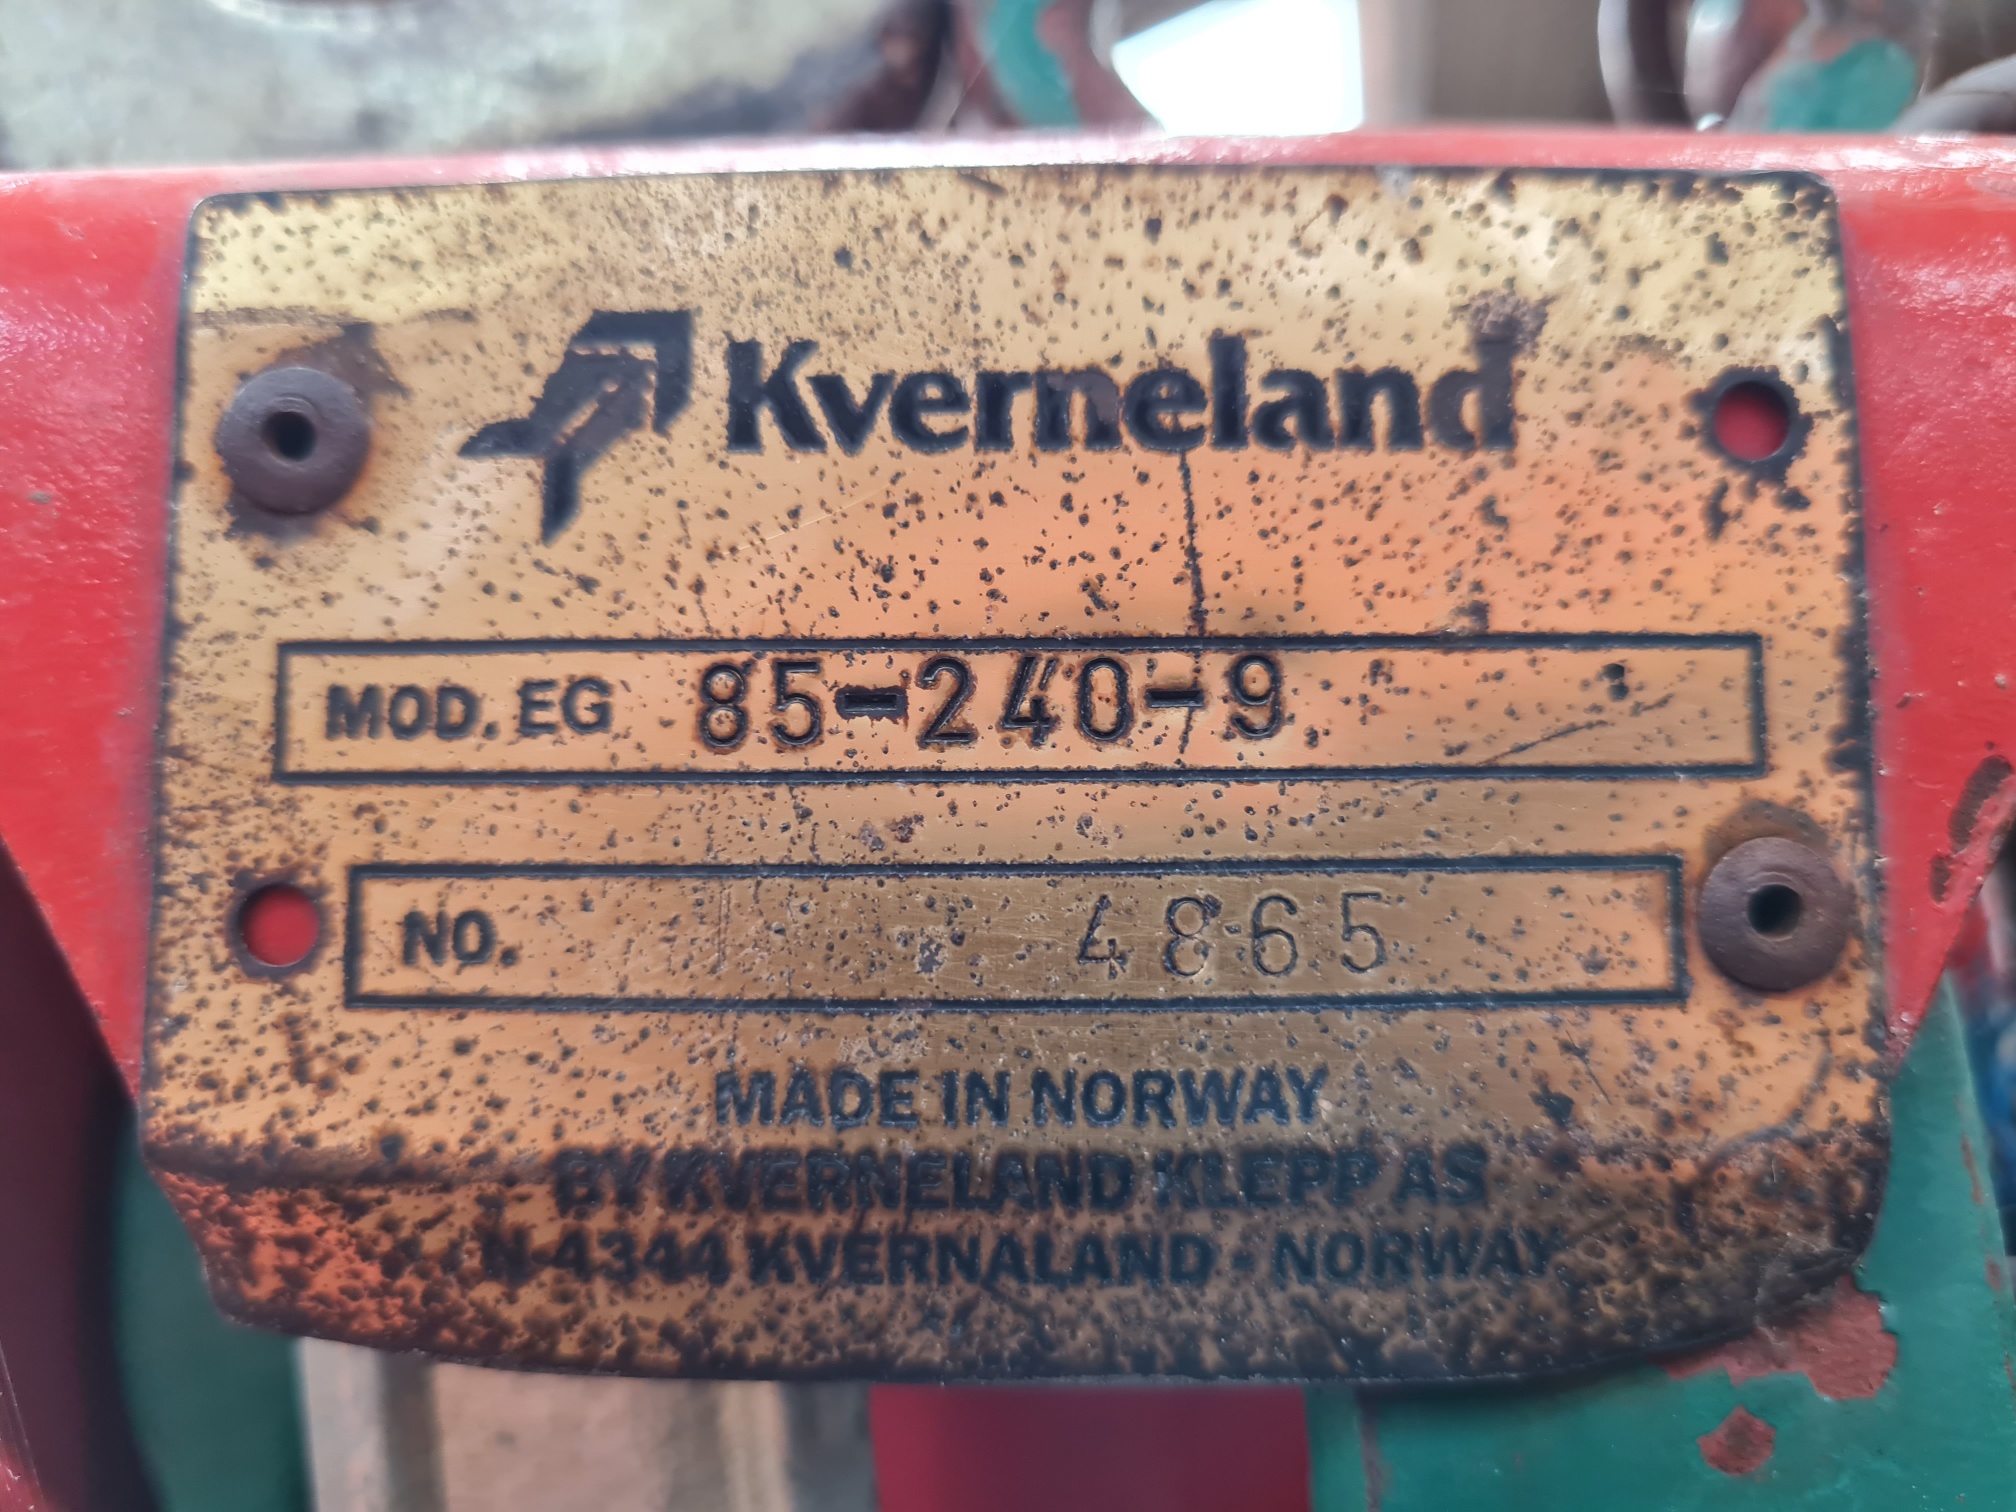 Kverneland
MOD. EG 85-240-9
NO. 4865
MADE IN NORWAY
BY KVERNELAND KLEPP AS
N-4344 KVERNALAND - NORWAY